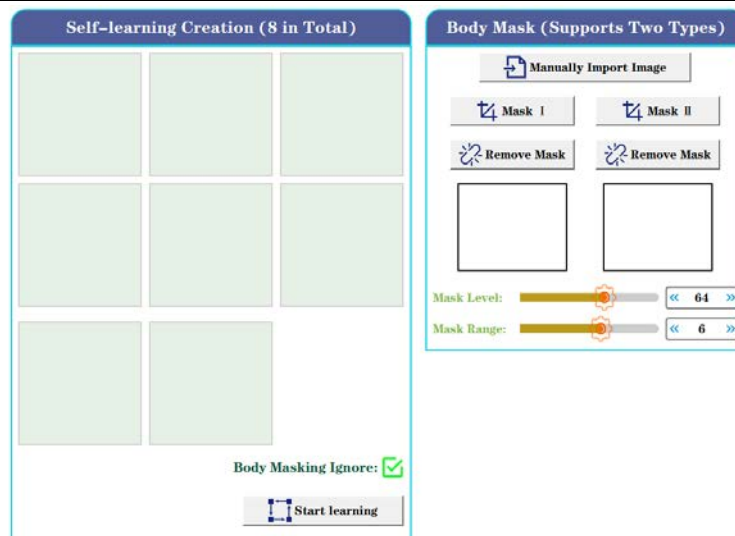 Self-learning Creation (8 in Total)
Body Masking Ignore:
Start learning
Body Mask (Supports Two Types)
Manually Import Image
Mask Ⅰ
Mask Ⅱ
Remove Mask
Remove Mask
Mask Level:
« 64 »
Mask Range:
« 6 »